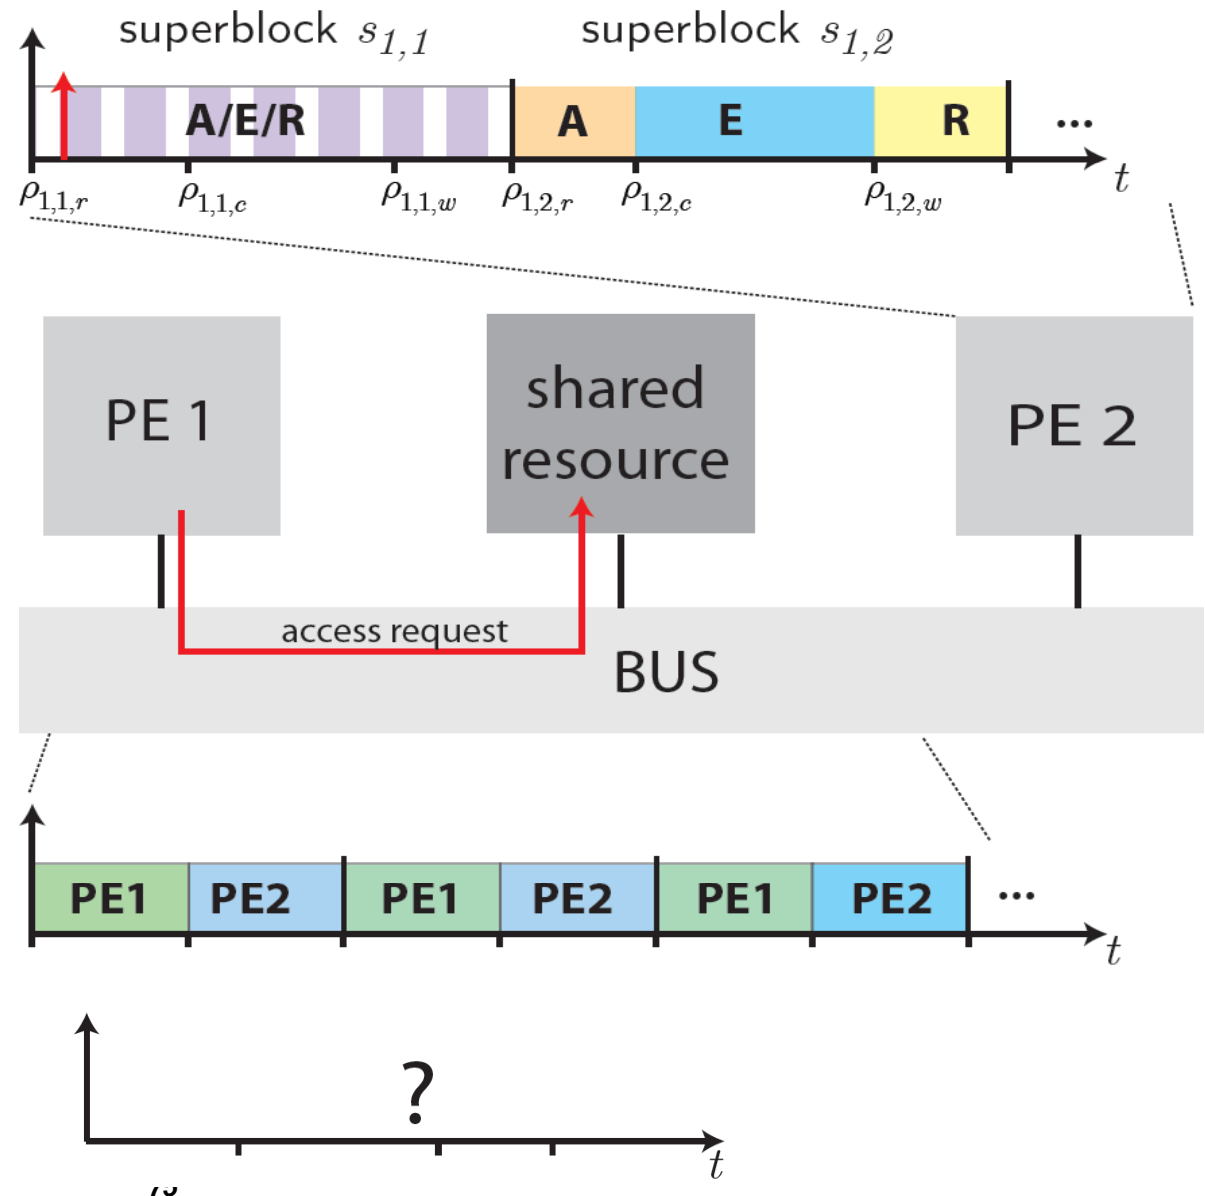 superblock s1,1 superblock s1,2
A/E/R A E R ...
t
ρ1,1,r ρ1,1,c ρ1,1,w ρ1,2,r ρ1,2,c ρ1,2,w
PE 1
shared
resource
PE 2
access request
BUS
PE1 PE2 PE1 PE2 PE1 PE2 ...
t
?
t